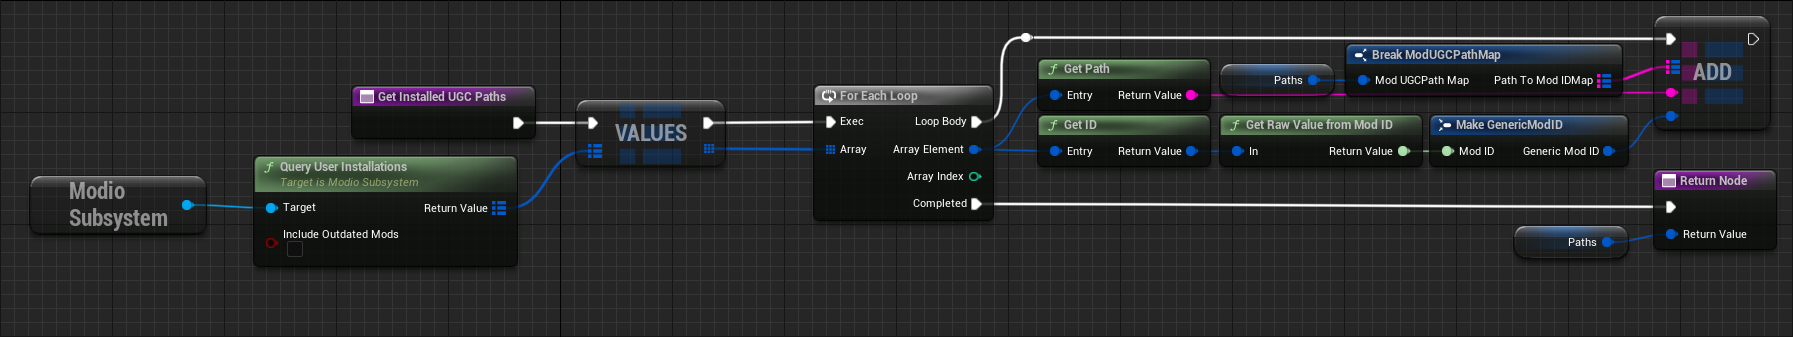 Modio
Subsystem
Query User Installations
Target is Modio Subsystem
Target
Return Value
Include Outdated Mods
Get Installed UGC Paths
VALUES
For Each Loop
Exec
Loop Body
Array
Array Element
Array Index
Completed
Get Path
Entry
Return Value
Get ID
Entry
Return Value
Paths
Get Raw Value from Mod ID
In
Return Value
Break ModUGCPathMap
Mod UGCPath Map
Path To Mod IDMap
Make GenericModID
Mod ID
Generic Mod ID
ADD
Return Node
Return Value
Paths